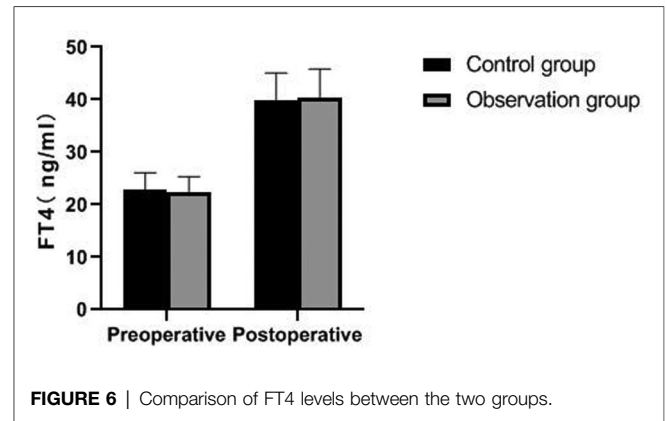 50
40
30
20
10
0
FT4( ng/ml)
Preoperative Postoperative
Control group
Observation group
FIGURE 6 | Comparison of FT4 levels between the two groups.